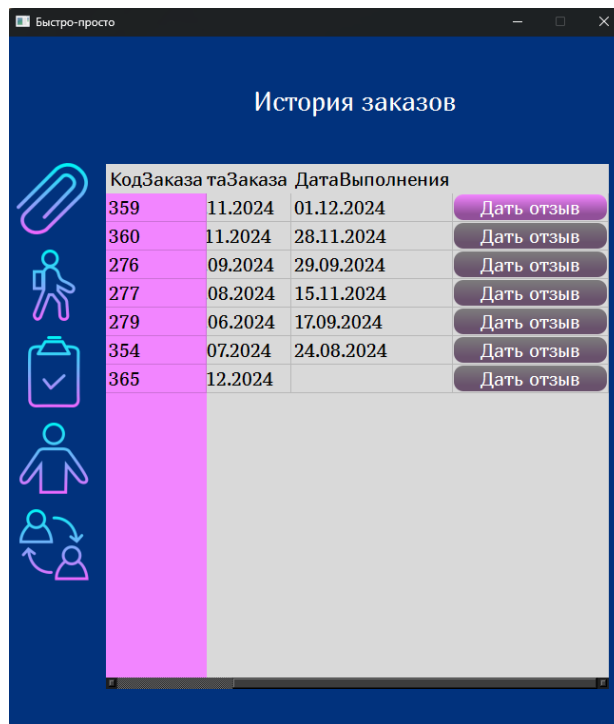 Быстро-просто
История заказов
КодЗаказа таЗаказа ДатаВыполнения
359 11.2024 01.12.2024 Дать отзыв
360 11.2024 28.11.2024 Дать отзыв
276 09.2024 29.09.2024 Дать отзыв
277 08.2024 15.11.2024 Дать отзыв
279 06.2024 17.09.2024 Дать отзыв
354 07.2024 24.08.2024 Дать отзыв
365 12.2024 Дать отзыв